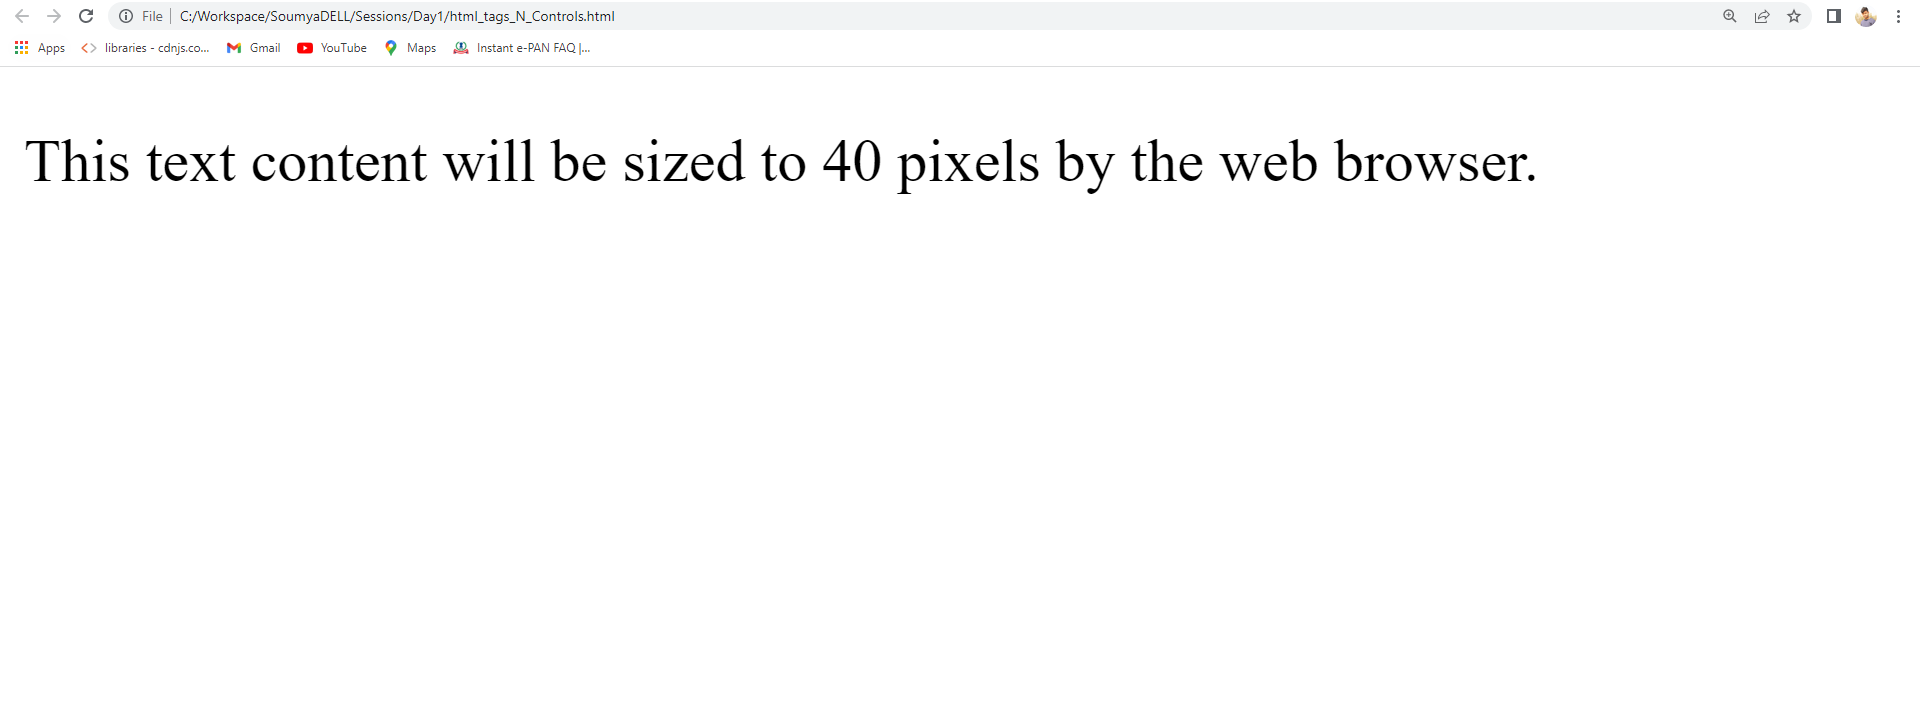 File C:/Workspace/SoumyaDELL/Sessions/Day1/html_tags_N_Controls.html
Apps libraries - cdnjs.co... Gmail YouTube Maps Instant e-PAN FAQ |...
This text content will be sized to 40 pixels by the web browser.